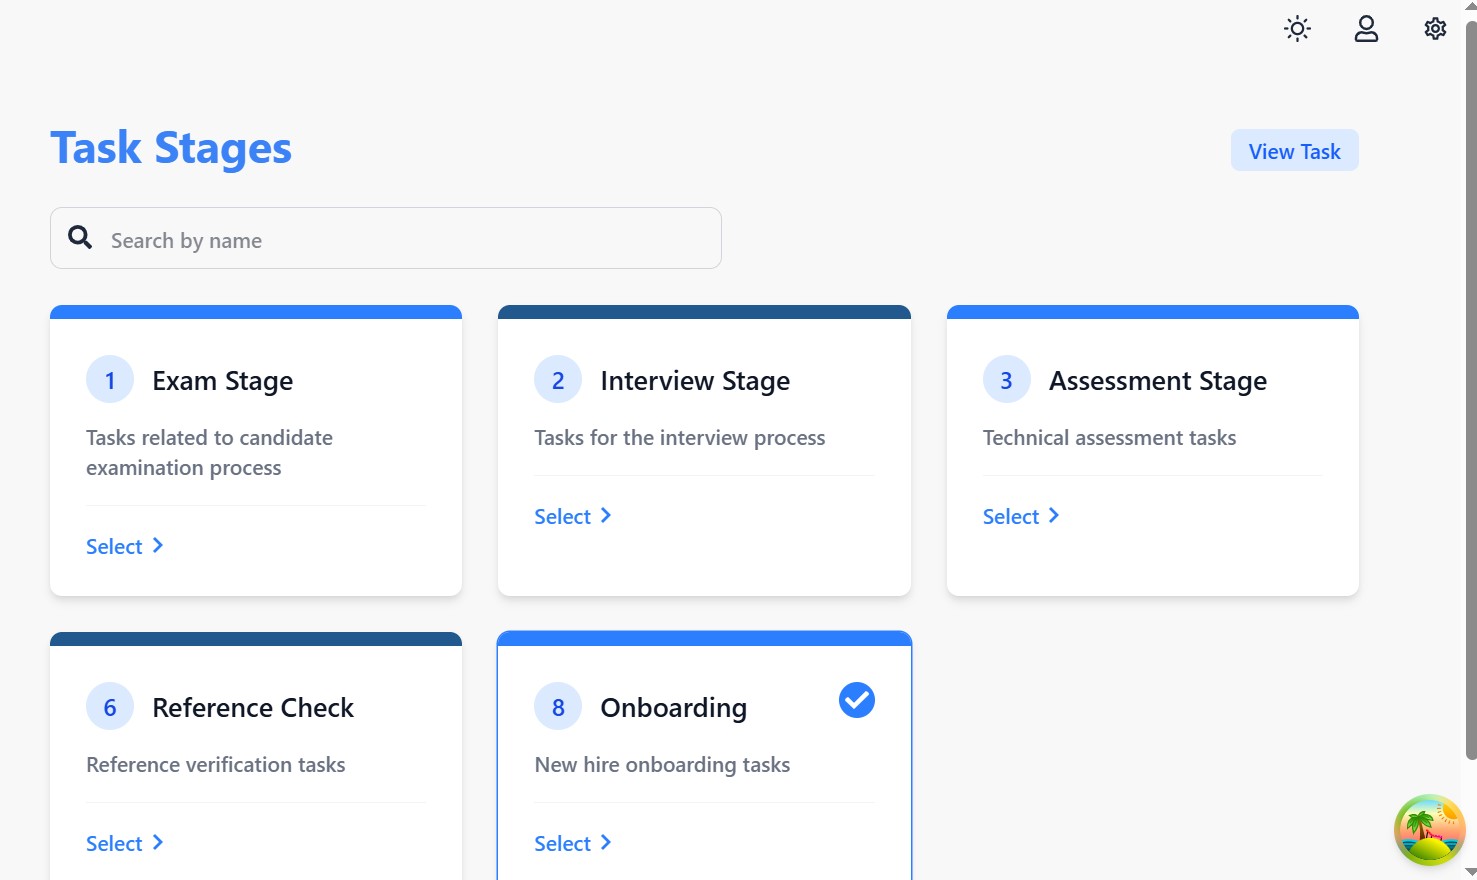 Task Stages
View Task
Search by name
1 Exam Stage
Tasks related to candidate
examination process
Select
2 Interview Stage
Tasks for the interview process
Select
3 Assessment Stage
Technical assessment tasks
Select
6 Reference Check
Reference verification tasks
Select
8 Onboarding
New hire onboarding tasks
Select